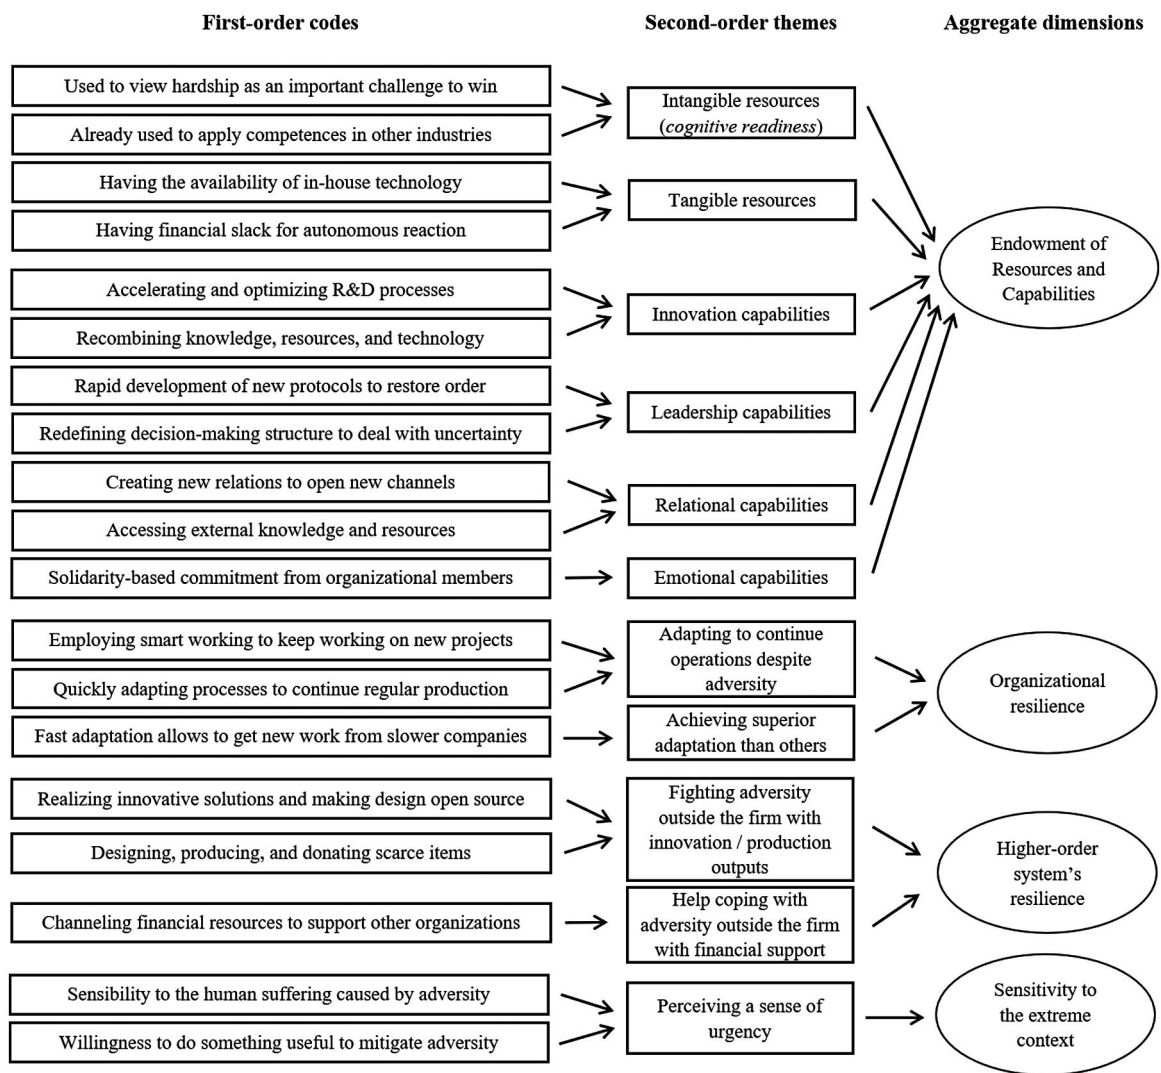 First-order codes
Second-order themes
Aggregate dimensions
Used to view hardship as an important challenge to win
Already used to apply competences in other industries
Intangible resources
(cognitive readiness)
Having the availability of in-house technology
Having financial slack for autonomous reaction
Tangible resources
Accelerating and optimizing R&D processes
Recombining knowledge, resources, and technology
Innovation capabilities
Rapid development of new protocols to restore order
Redefining decision-making structure to deal with uncertainty
Leadership capabilities
Creating new relations to open new channels
Accessing external knowledge and resources
Relational capabilities
Solidarity-based commitment from organizational members
Emotional capabilities
Endowment of
Resources and
Capabilities
Employing smart working to keep working on new projects
Quickly adapting processes to continue regular production
Adapting to continue
operations despite
adversity
Fast adaptation allows to get new work from slower companies
Achieving superior
adaptation than others
Organizational
resilience
Realizing innovative solutions and making design open source
Designing, producing, and donating scarce items
Fighting adversity
outside the firm with
innovation / production
outputs
Channeling financial resources to support other organizations
Help coping with
adversity outside the firm
with financial support
Higher-order
system’s
resilience
Sensibility to the human suffering caused by adversity
Willingness to do something useful to mitigate adversity
Perceiving a sense of
urgency
Sensitivity to
the extreme
context